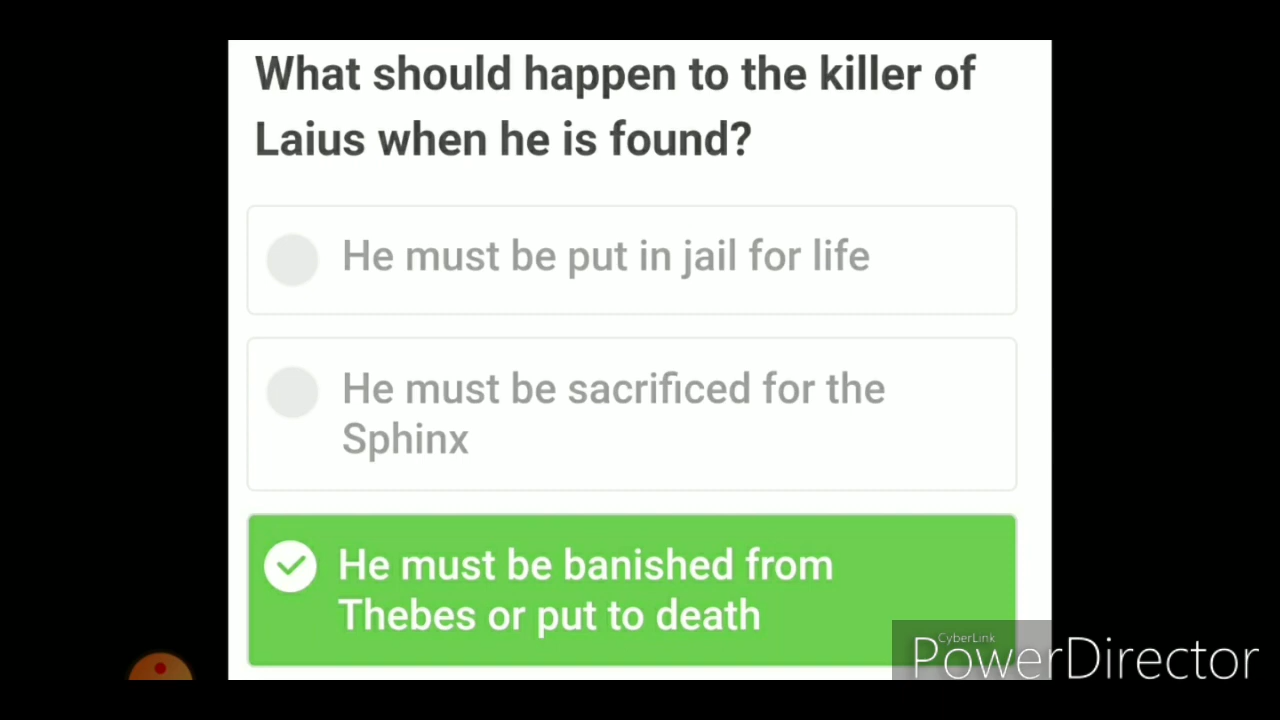 What should happen to the killer of
Laius when he is found?
He must be put in jail for life
He must be sacrificed for the
Sphinx
He must be banished from
Thebes or put to death
CyberLink
PowerDirector